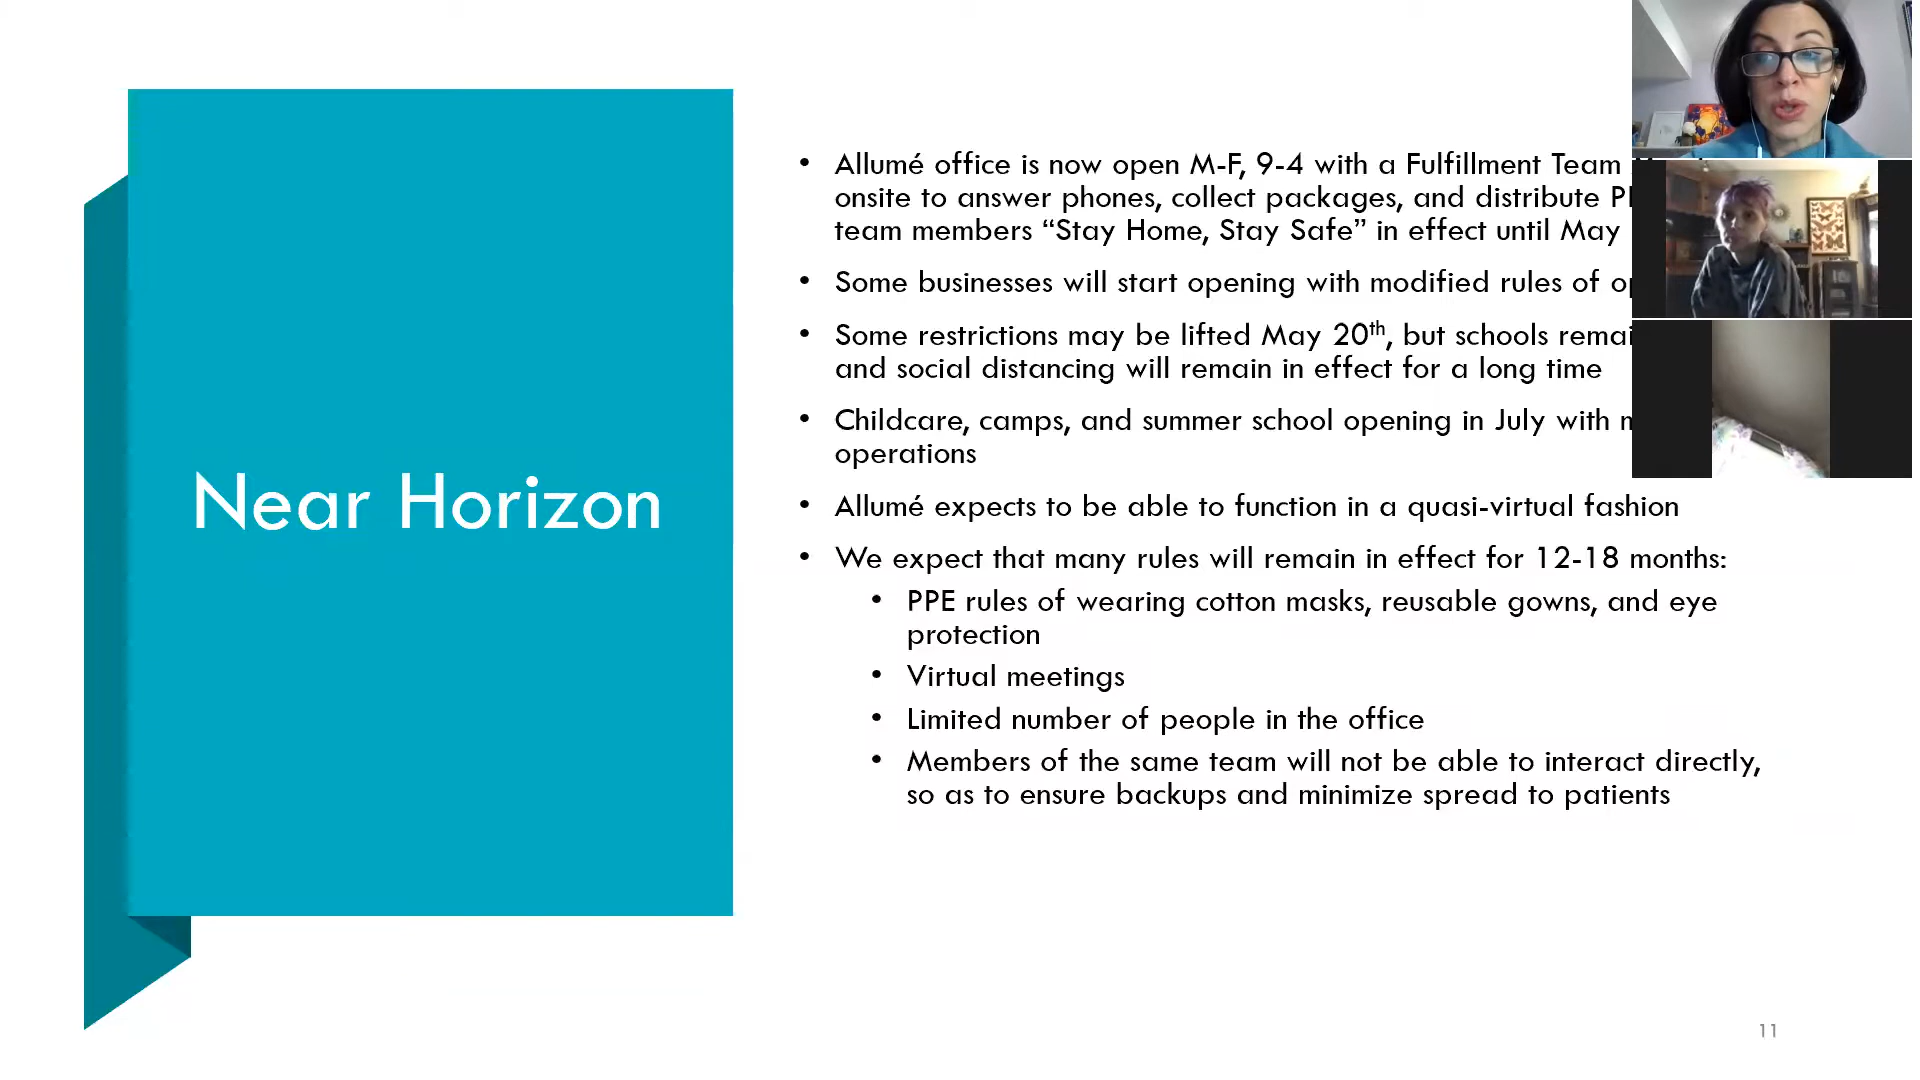 Near Horizon
• Allumé office is now open M-F, 9-4 with a Fulfillment Team
onsite to answer phones, collect packages, and distribute
team members “Stay Home, Stay Safe” in effect until May
• Some businesses will start opening with modified rules of
• Some restrictions may be lifted May 20th, but schools
and social distancing will remain in effect for a long time
• Childcare, camps, and summer school opening in July with
operations
• Allumé expects to be able to function in a quasi-virtual fashion
• We expect that many rules will remain in effect for 12-18 months:
• PPE rules of wearing cotton masks, reusable gowns, and eye
protection
• Virtual meetings
• Limited number of people in the office
• Members of the same team will not be able to interact directly,
so as to ensure backups and minimize spread to patients
11